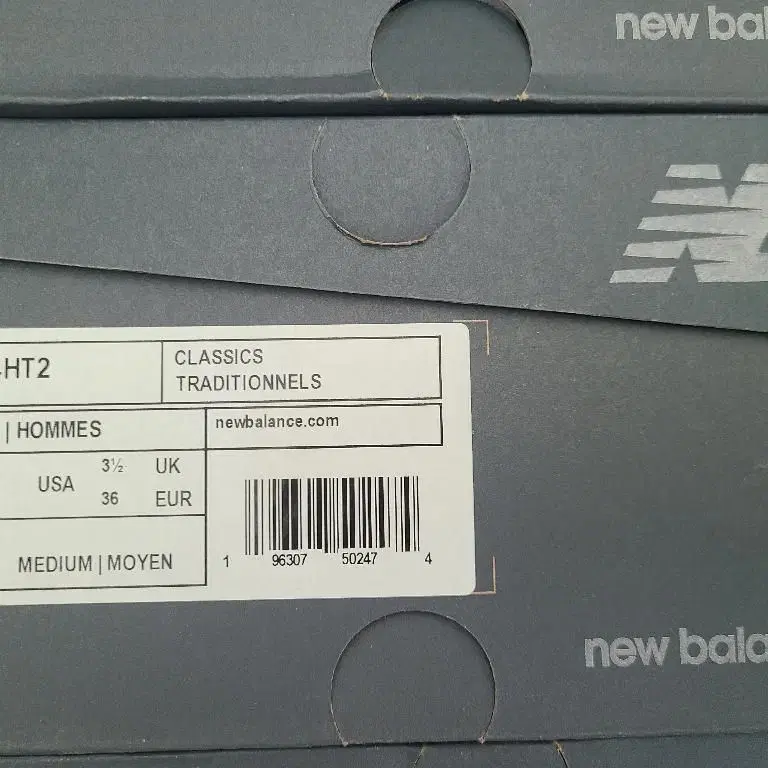 new bal
-HT2
CLASSICS
TRADITIONNELS
| HOMMES
newbalance.com
USA 3½ UK
36 EUR
MEDIUM | MOYEN
1 96307 50247 4
new bala